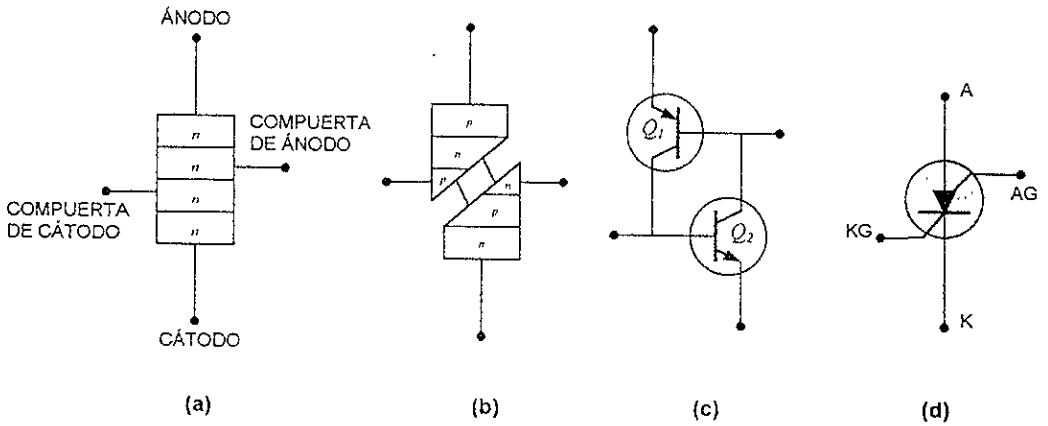 ÁNODO
n
n
n
n
COMPUERTA
DE ÁNODO
COMPUERTA
DE CÁTODO
CÁTODO
(a)
p
n
p
n
p
n
(b)
Q1
Q2
(c)
A
AG
KG
K
(d)